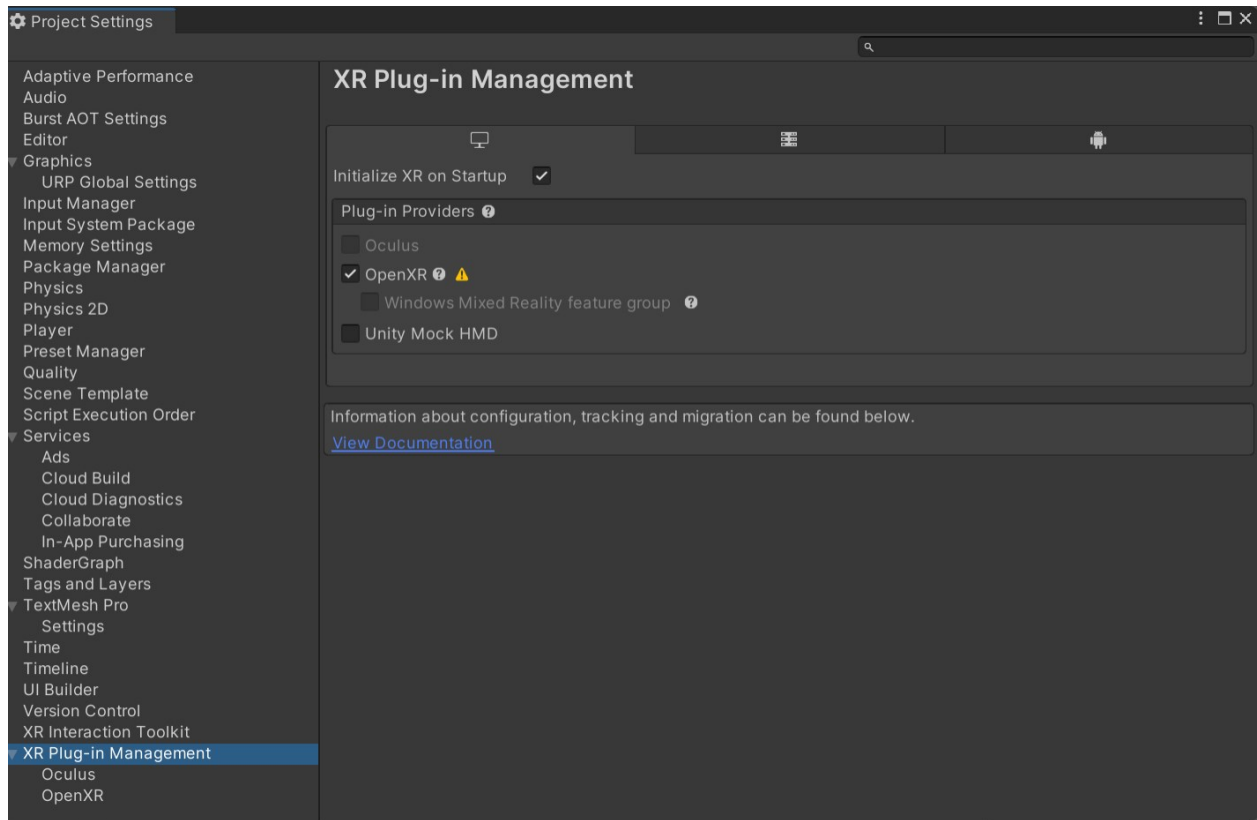 Project Settings
Adaptive Performance
Audio
Burst AOT Settings
Editor
Graphics
URP Global Settings
Input Manager
Input System Package
Memory Settings
Package Manager
Physics
Physics 2D
Player
Preset Manager
Quality
Scene Template
Script Execution Order
Services
Ads
Cloud Build
Cloud Diagnostics
Collaborate
In-App Purchasing
ShaderGraph
Tags and Layers
TextMesh Pro
Settings
Time
Timeline
UI Builder
Version Control
XR Interaction Toolkit
XR Plug-in Management
Oculus
OpenXR
XR Plug-in Management
Initialize XR on Startup
Plug-in Providers
Oculus
OpenXR
Windows Mixed Reality feature group
Unity Mock HMD
Information about configuration, tracking and migration can be found below.
View Documentation